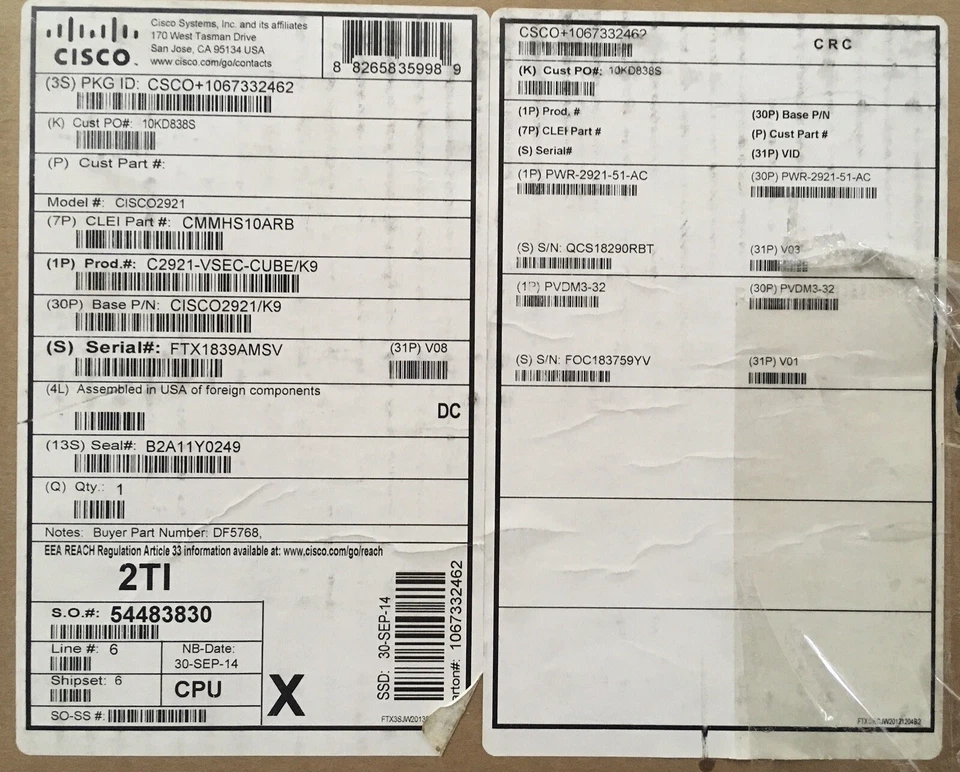 CISCO
Cisco Systems, Inc. and its affiliates
170 West Tasman Drive
San Jose, CA 95134 USA
www.cisco.com/go/contacts
8 82658 35998 9
(3S) PKG ID: CSCO+1067332462
(K) Cust PO#: 10KD838S
(P) Cust Part #:
Model #: CISCO2921
(7P) CLEI Part #: CMMHS10ARB
(1P) Prod.#: C2921-VSEC-CUBE/K9
(30P) Base P/N: CISCO2921/K9
(S) Serial#: FTX1839AMSV (31P) V08
(4L) Assembled in USA of foreign components
DC
(13S) Seal#: B2A11Y0249
(Q) Qty.: 1
Notes: Buyer Part Number: DF5768,
EEA REACH Regulation Article 33 information available at: www.cisco.com/go/reach
2TI
S.O.#: 54483830
Line #: 6
NB-Date:
30-SEP-14
Shipset: 6
CPU
SO-SS #:
X
SSD: 30-SEP-14
1067332462
CSCO+1067332462
CRC
(K) Cust PO#: 10KD838S
(1P) Prod. # (30P) Base P/N
(7P) CLEI Part # (P) Cust Part #
(S) Serial# (31P) VID
(1P) PWR-2921-51-AC (30P) PWR-2921-51-AC
(S) S/N: QCS18290RBT (31P) V03
(1P) PVDM3-32 (30P) PVDM3-32
(S) S/N: FOC183759YV (31P) V01